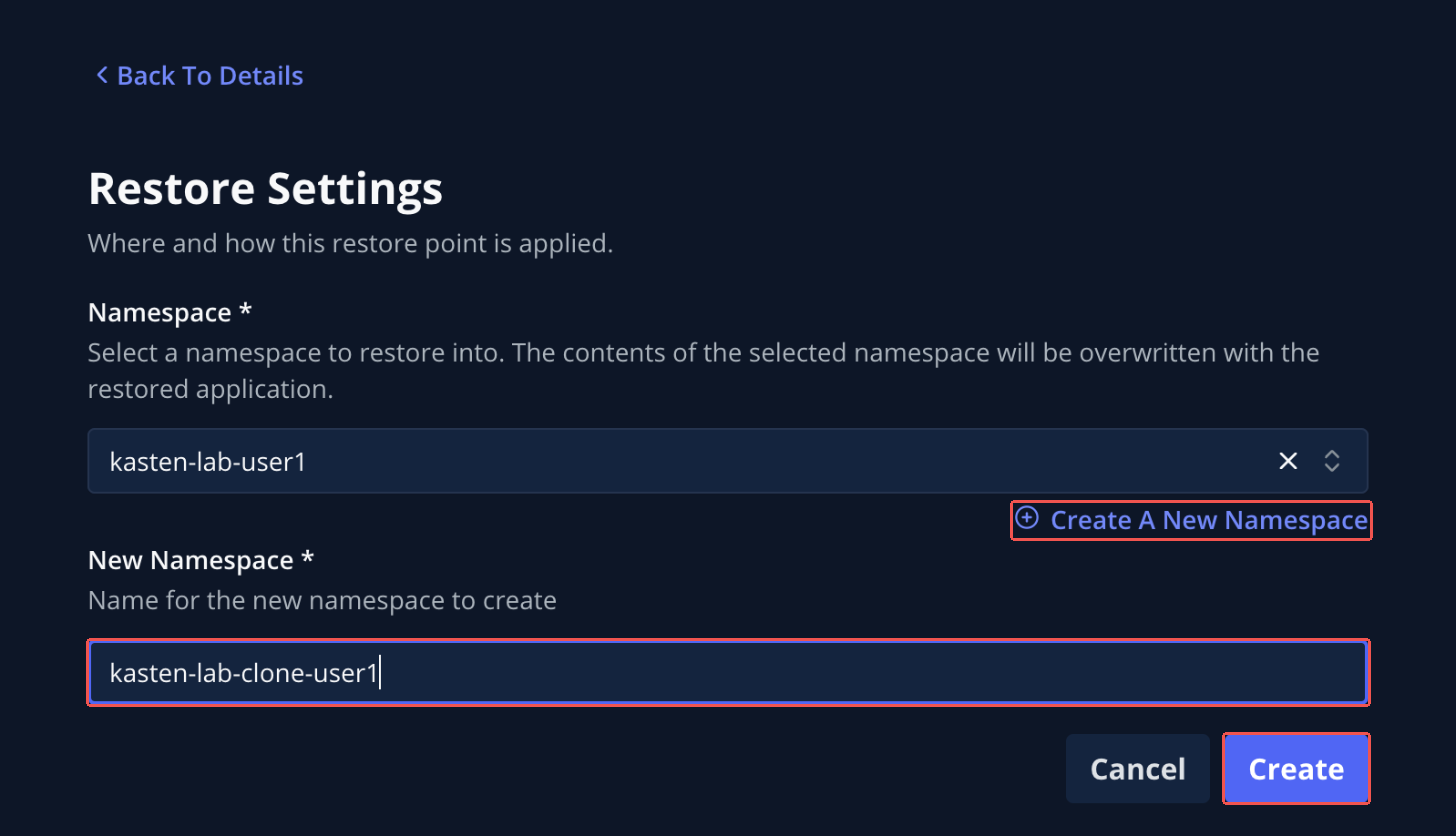 Back To Details
Restore Settings
Where and how this restore point is applied.
Namespace *
Select a namespace to restore into. The contents of the selected namespace will be overwritten with the
restored application.
kasten-lab-user1
Create A New Namespace
New Namespace *
Name for the new namespace to create
kasten-lab-clone-user1
Cancel Create